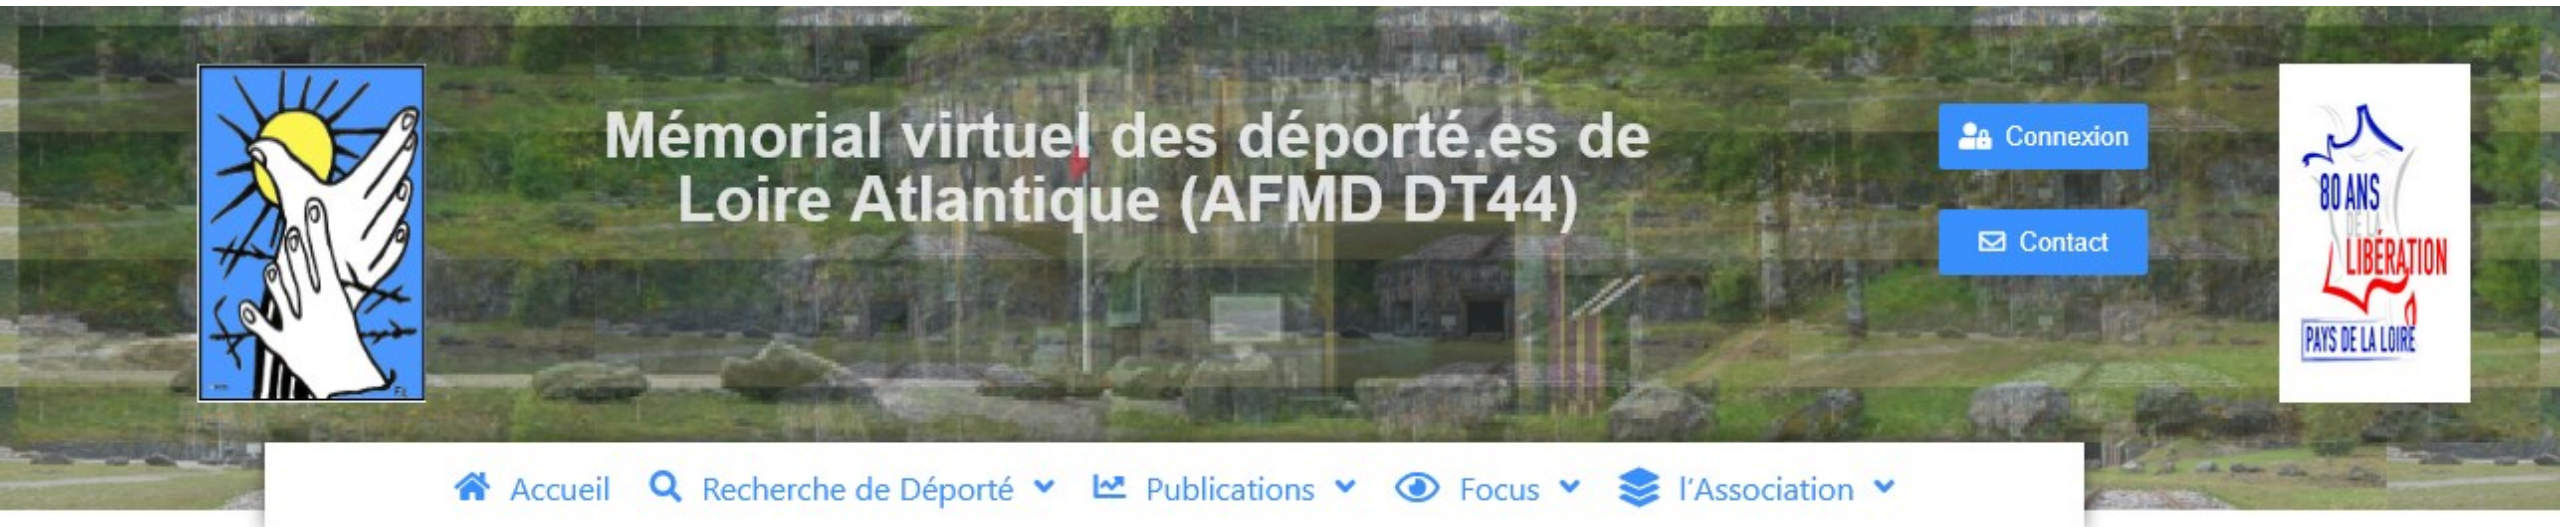 Mémorial virtuel des déporté.es de
Loire Atlantique (AFMD DT44)
Connexion
Contact
80 ANS
DE LA
LIBÉRATION
PAYS DE LA LOIRE
Accueil
Recherche de Déporté
Publications
Focus
l'Association